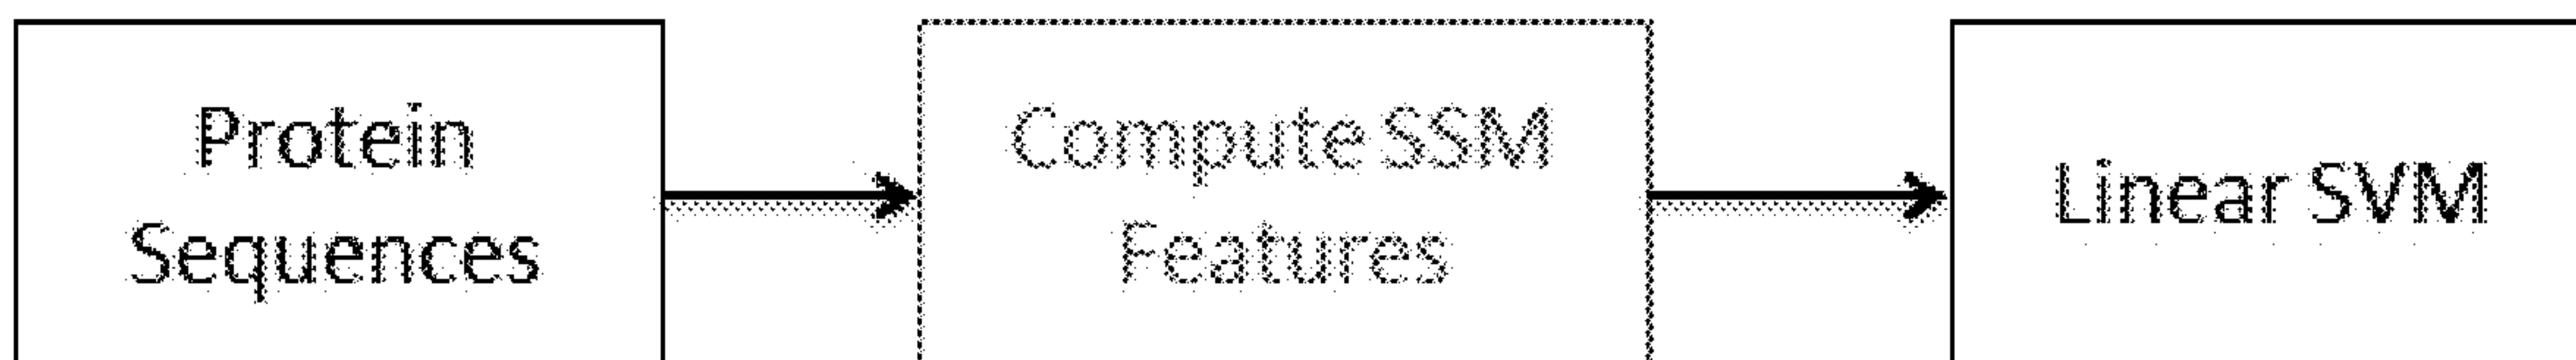 Protein
Sequences
Compute SSM
Features
Linear SVM